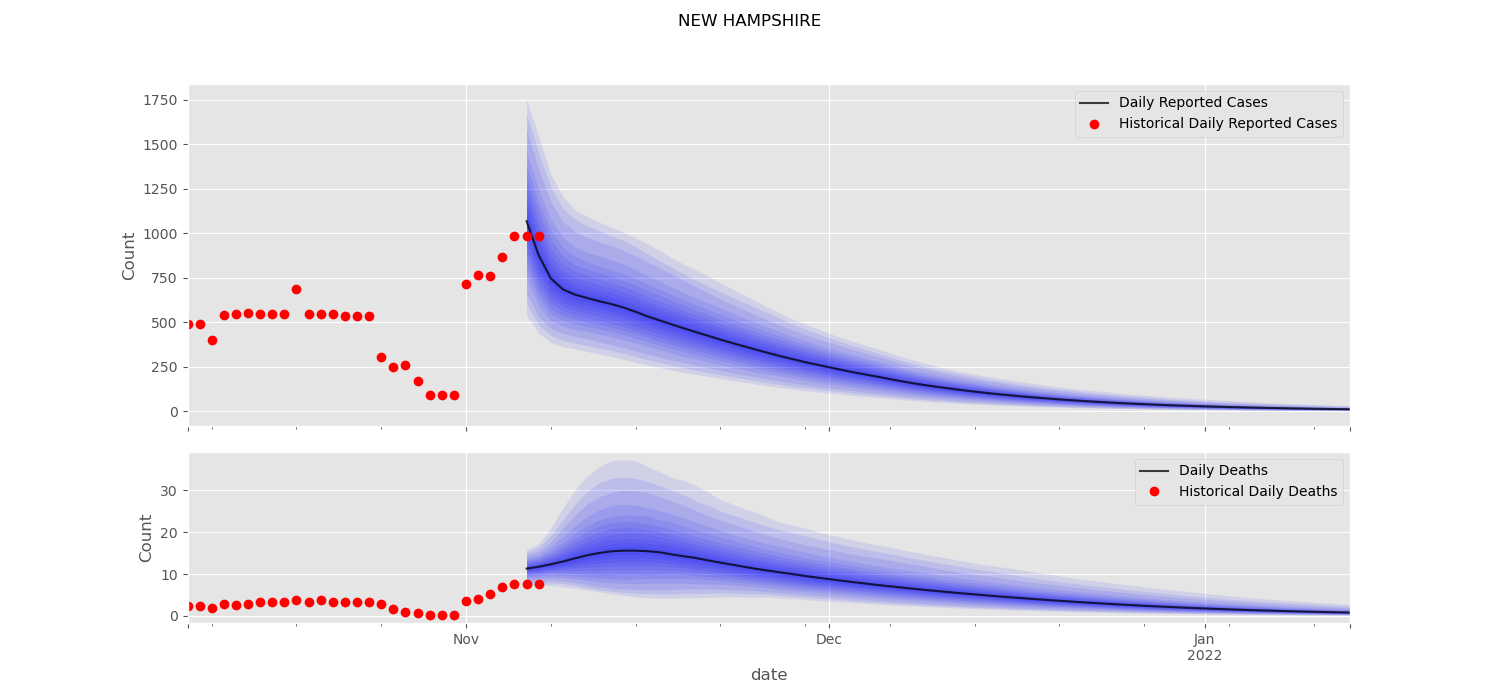 NEW HAMPSHIRE
1750
1500
1250
1000
750
500
250
0
Count
Daily Reported Cases
Historical Daily Reported Cases
30
20
10
0
Count
Daily Deaths
Historical Daily Deaths
Nov
Dec
Jan
2022
date